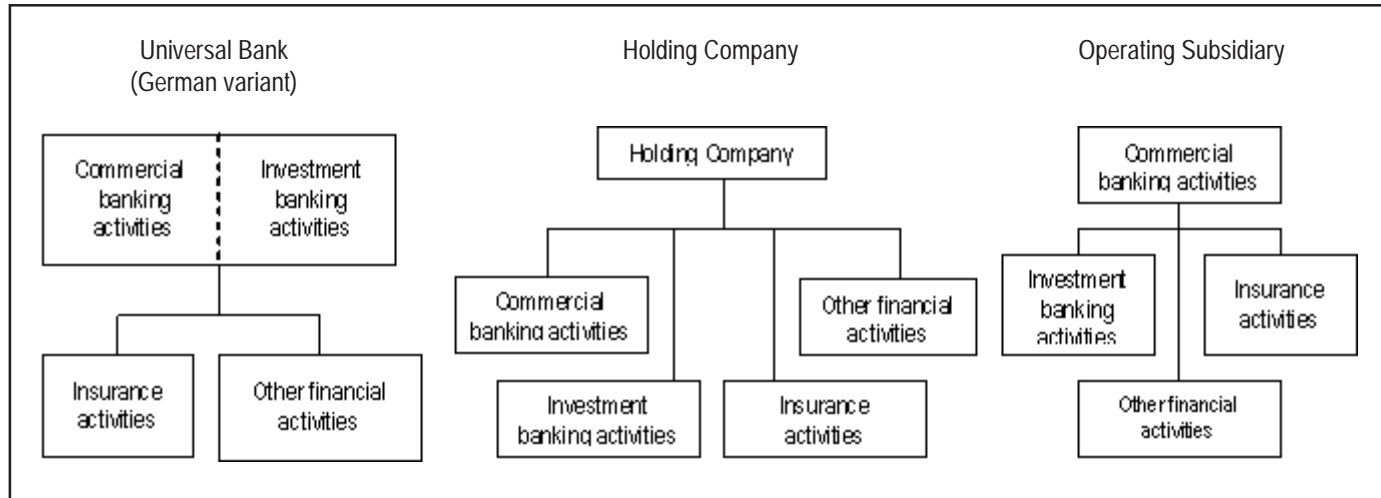 Universal Bank
(German variant)
Commercial
banking
activities
Investment
banking
activities
Insurance
activities
Other financial
activities
Holding Company
Holding Company
Commercial
banking activities
Other financial
activities
Investment
banking activities
Insurance
activities
Operating Subsidiary
Commercial
banking activities
Investment
banking
activities
Insurance
activities
Other financial
activities